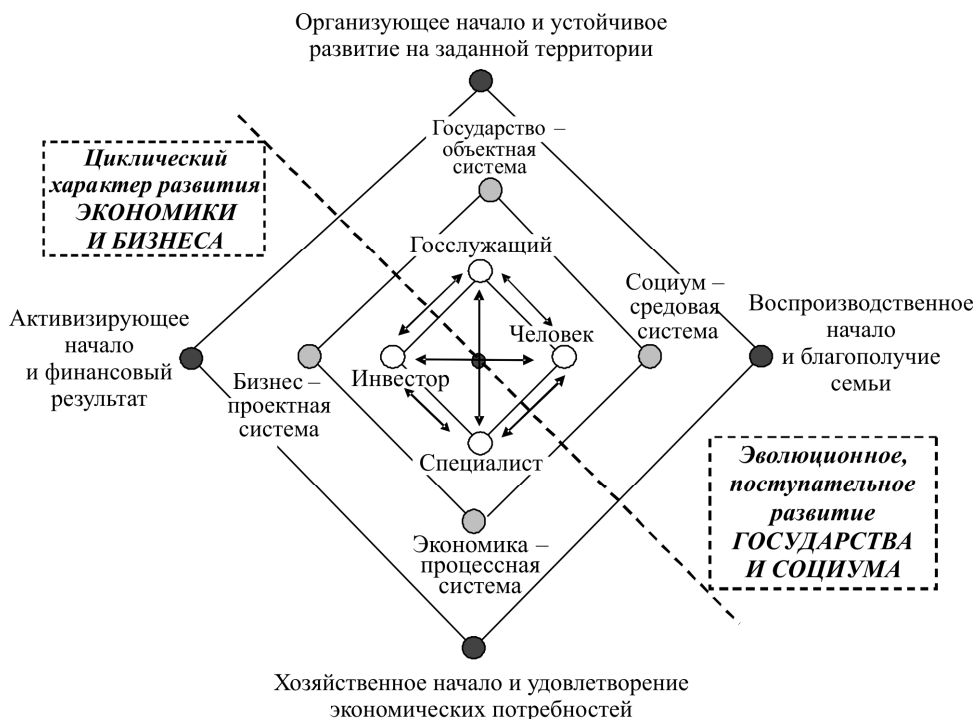 Организующее начало и устойчивое
развитие на заданной территории
Государство –
объектная
система
Циклический
характер развития
ЭКОНОМИКИ
И БИЗНЕСА
Госслужащий
Социум –
средовая
система
Воспроизводственное
начало
и благополучие
семьи
Активизирующее
начало
и финансовый
результат
Человек
Инвестор
Бизнес –
проектная
система
Специалист
Эволюционное,
поступательное
развитие
ГОСУДАРСТВА
И СОЦИУМА
Экономика –
процессная
система
Хозяйственное начало и удовлетворение
экономических потребностей